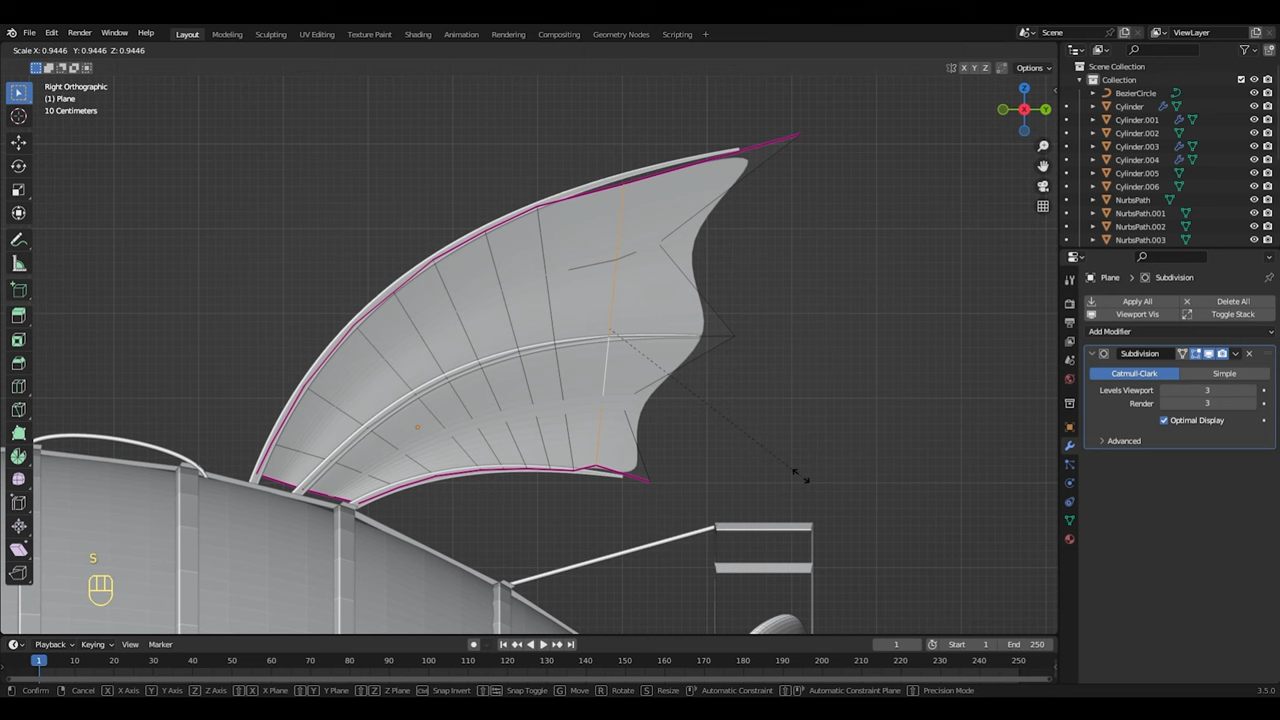 File Edit Render Window Help Layout Modeling Sculpting UV Editing Texture Paint Shading Animation Rendering Compositing Geometry Nodes Scripting + Scene ViewLayer
Scale X: 0.9446 Y: 0.9446 Z: 0.9446
X Y Z Options
Right Orthographic
(1) Plane
10 Centimeters
Z
Y
X
Scene Collection
Collection
BezierCircle
Cylinder
Cylinder.001
Cylinder.002
Cylinder.003
Cylinder.004
Cylinder.005
Cylinder.006
NurbsPath
NurbsPath.001
NurbsPath.002
NurbsPath.003
Plane > Subdivision
Apply All Delete All
Viewport Vis Toggle Stack
Add Modifier
Subdivision
Catmull-Clark Simple
Levels Viewport 3
Render 3
Optimal Display
Advanced
S
Playback Keying View Marker 1 Start 1 End 250
1 10 20 30 40 50 60 70 80 90 100 110 120 130 140 150 160 170 180 190 200 210 220 230 240 250
Confirm Cancel X X Axis Y Y Axis Z Z Axis X X Plane Y Y Plane Z Z Plane Snap Invert Snap Toggle G Move R Rotate S Resize Automatic Constraint Automatic Constraint Plane Precision Mode 3.5.0